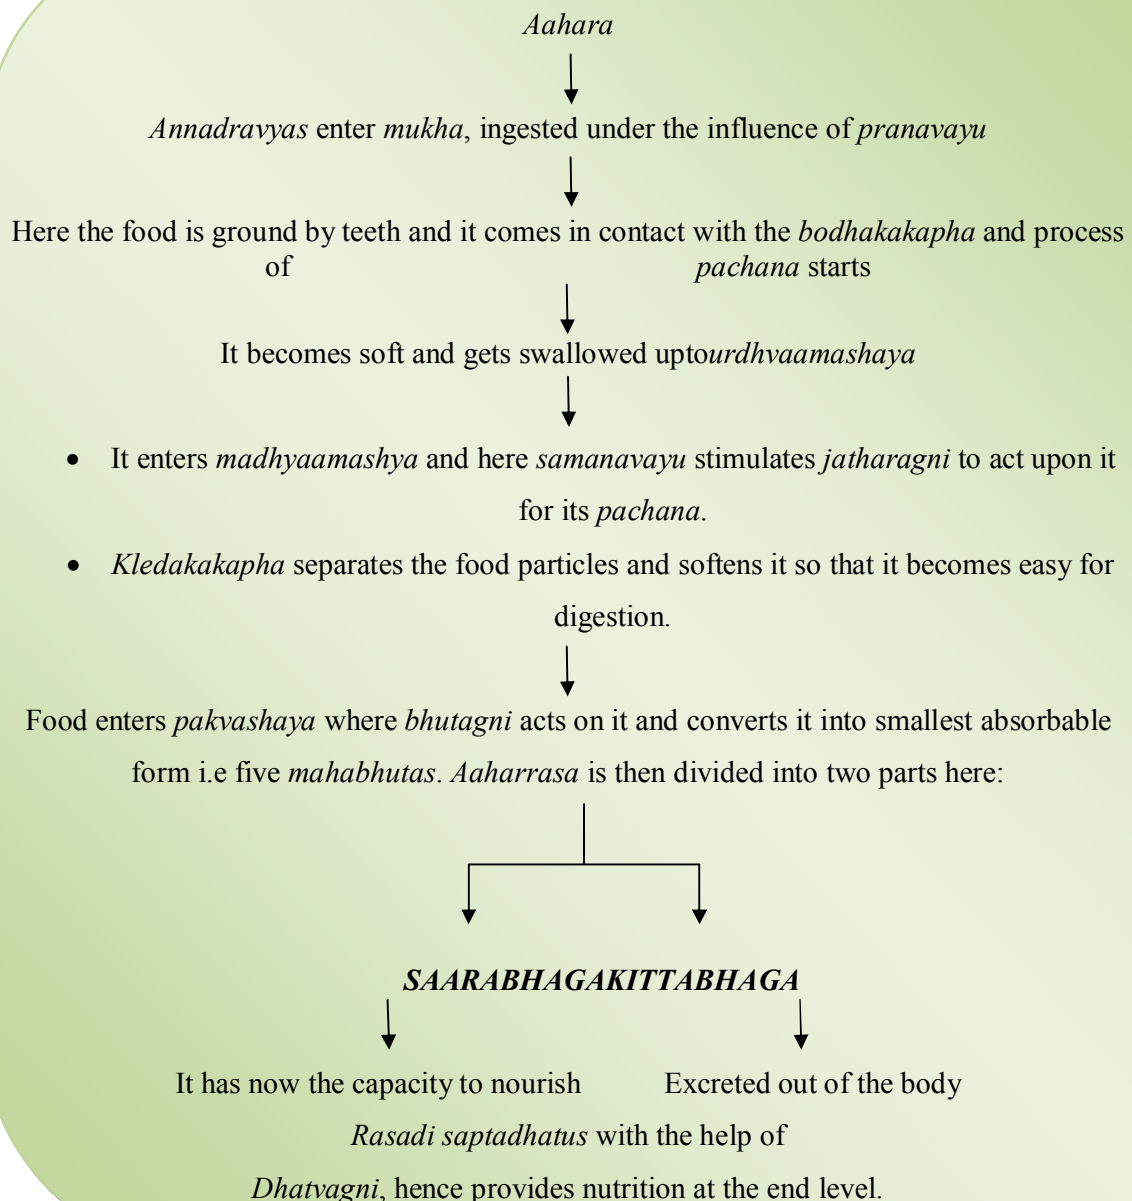 Aahara
Annadravyas enter mukha, ingested under the influence of pranavayu
Here the food is ground by teeth and it comes in contact with the bodhakakapha and process
of pachana starts
It becomes soft and gets swallowed uptourdhvaamashaya
• It enters madhyaamashya and here samanavayu stimulates jatharagni to act upon it
for its pachana.
• Kledakakapha separates the food particles and softens it so that it becomes easy for
digestion.
Food enters pakvashaya where bhutagni acts on it and converts it into smallest absorbable
form i.e five mahabhutas. Aaharrasa is then divided into two parts here:
SAARABHAGAKITTABHAGA
It has now the capacity to nourish Excreted out of the body
Rasadi saptadhatus with the help of
Dhatvagni, hence provides nutrition at the end level.